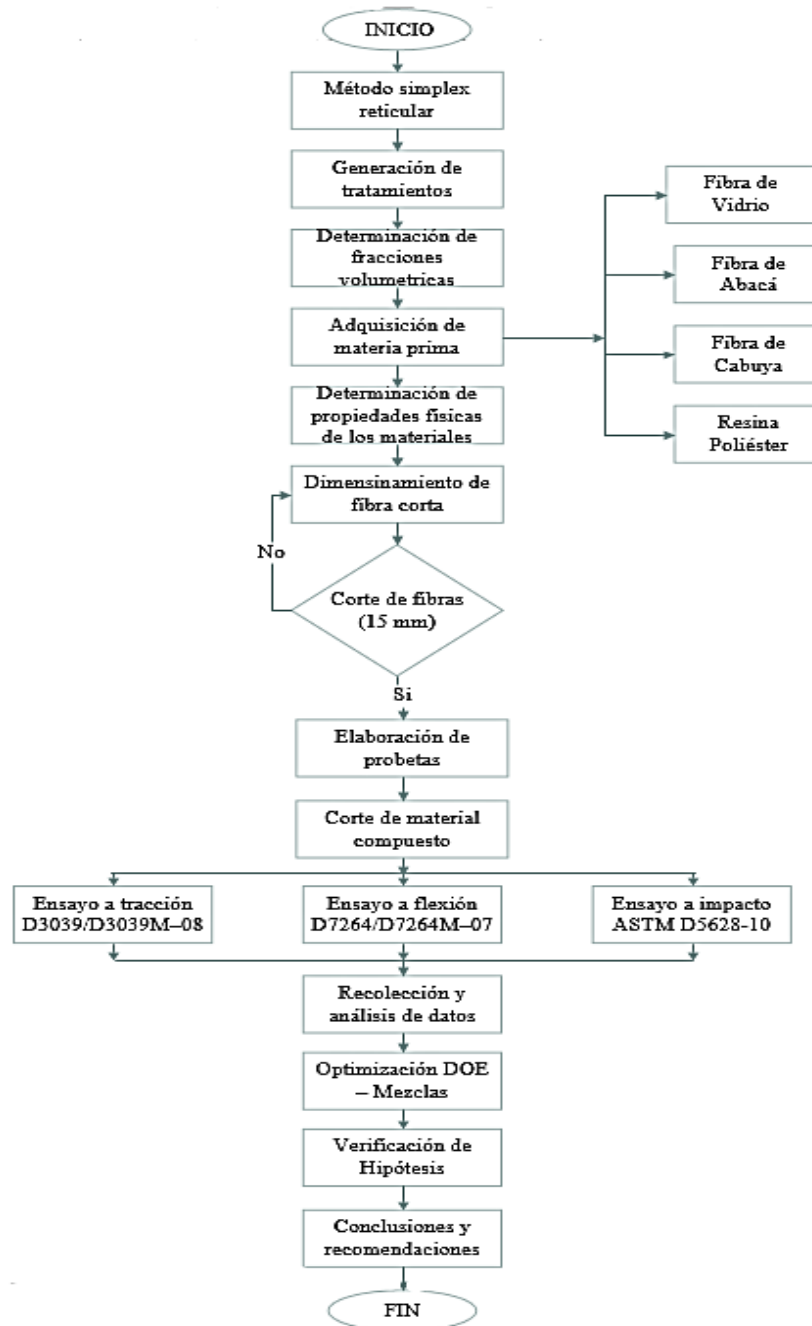 INICIO
Método simplex
reticular
Generación de
tratamientos
Determinación de
fracciones
volumetricas
Adquisición de
materia prima
Fibra de
Vidrio
Fibra de
Abacá
Fibra de
Cabuya
Resina
Poliéster
Determinación de
propiedades físicas
de los materiales
Dimensinamiento de
fibra corta
No
Corte de fibras
(15 mm)
Si
Elaboración de
probetas
Corte de material
compuesto
Ensayo a tracción
D3039/D3039M–08
Ensayo a flexión
D7264/D7264M–07
Ensayo a impacto
ASTM D5628-10
Recolección y
análisis de datos
Optimización DOE
– Mezclas
Verificación de
Hipótesis
Conclusiones y
recomendaciones
FIN